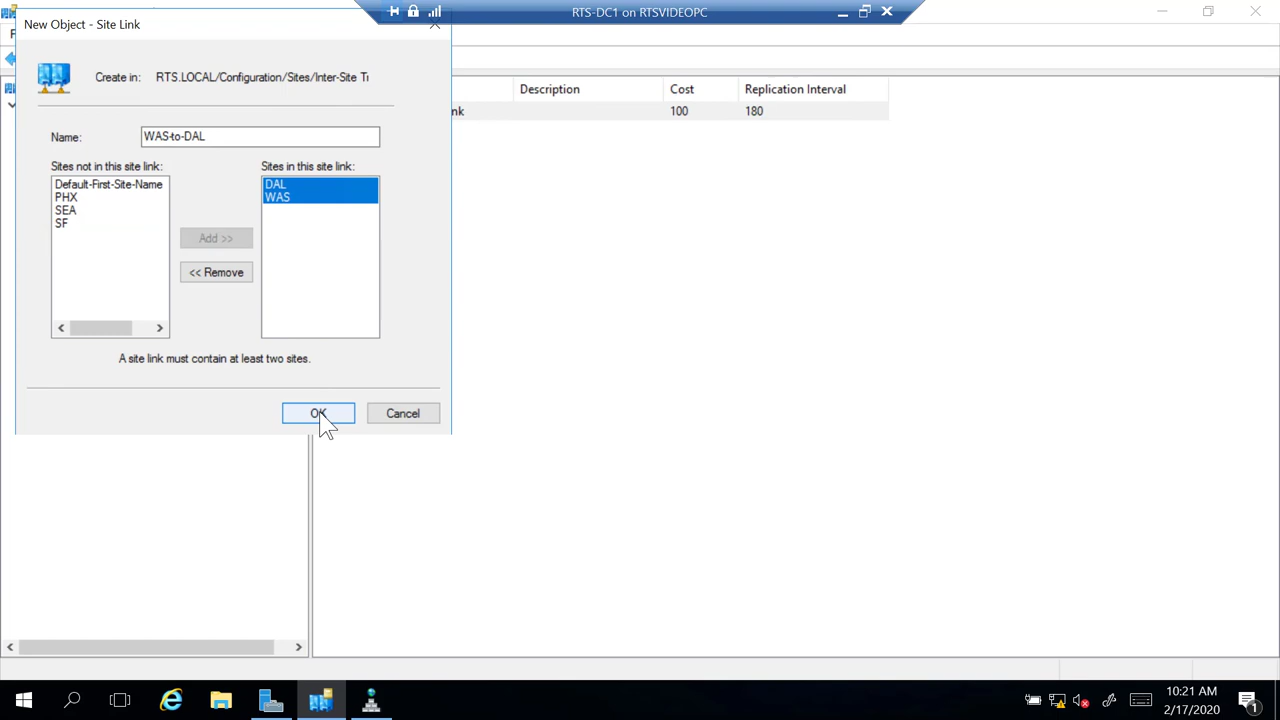 New Object - Site Link
RTS-DC1 on RTSVIDEOPC
Create in: RTS.LOCAL/Configuration/Sites/Inter-Site
Name: WAS-to-DAL
Sites not in this site link:
Default-First-Site-Name
PHX
SEA
SF
Add >>
<< Remove
Sites in this site link:
DAL
WAS
A site link must contain at least two sites.
OK
Cancel
Description Cost Replication Interval
nk 100 180
10:21 AM
2/17/2020
1